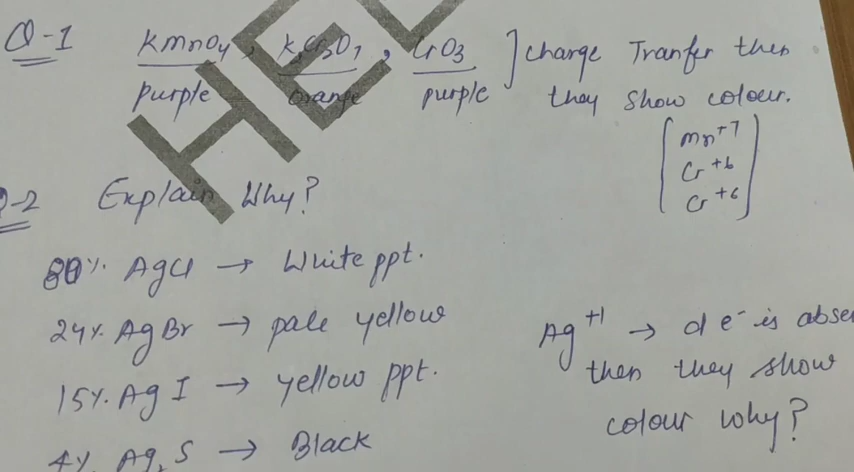 Q-1 KMnO4, K2Cr2O7, CrO3 ] charge Tranfer then
purple orange purple they show colour.
Mn+7
Cr+6
Cr+6
Q-2 Explain Why?
80%. AgCl → White ppt.
24%. AgBr → pale yellow
15%. AgI → yellow ppt.
4%. Ag2S → Black
Ag+1 → d e- is abse
then they show
colour why?